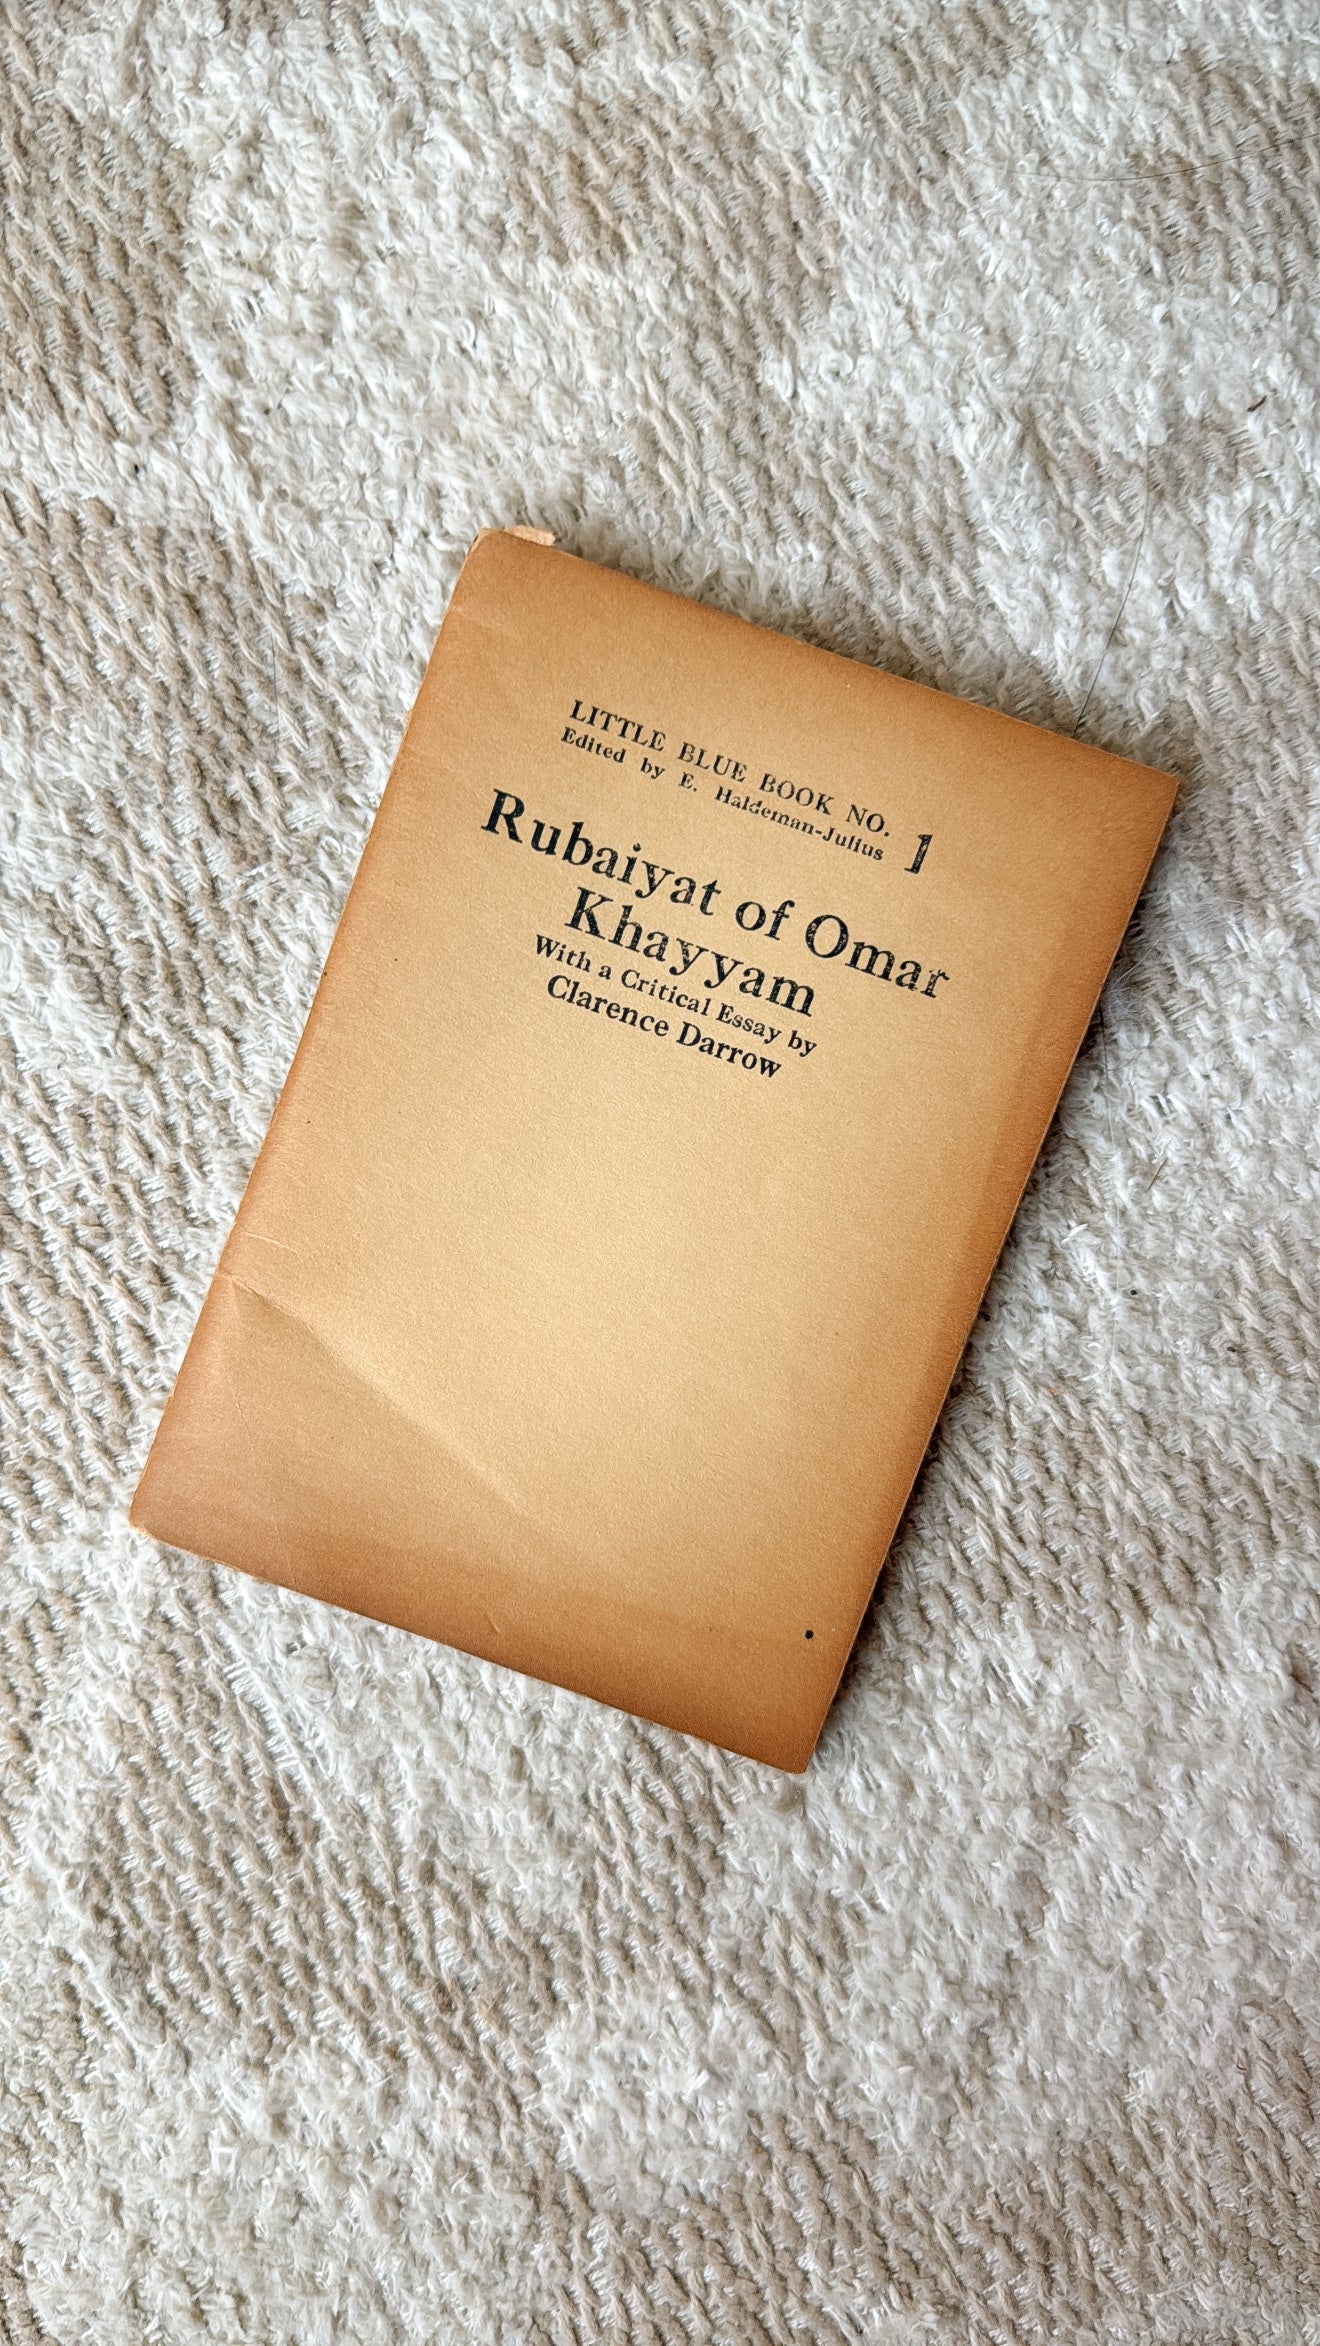 LITTLE BLUE BOOK NO. 1
Edited by E. Haldeman-Julius
Rubaiyat of Omar
Khayyam
With a Critical Essay by
Clarence Darrow